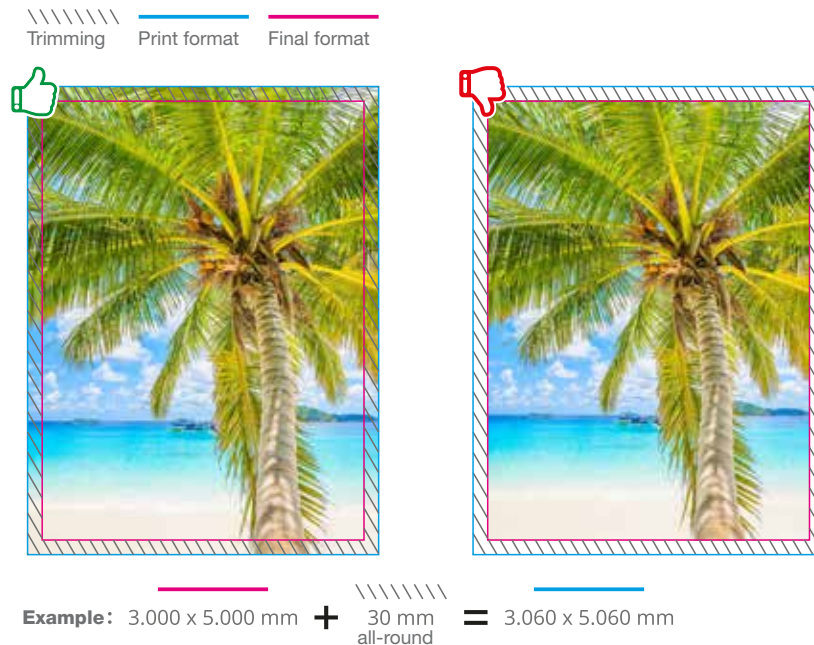 Trimming Print format Final format
Example: 3.000 x 5.000 mm + 30 mm = 3.060 x 5.060 mm
all-round